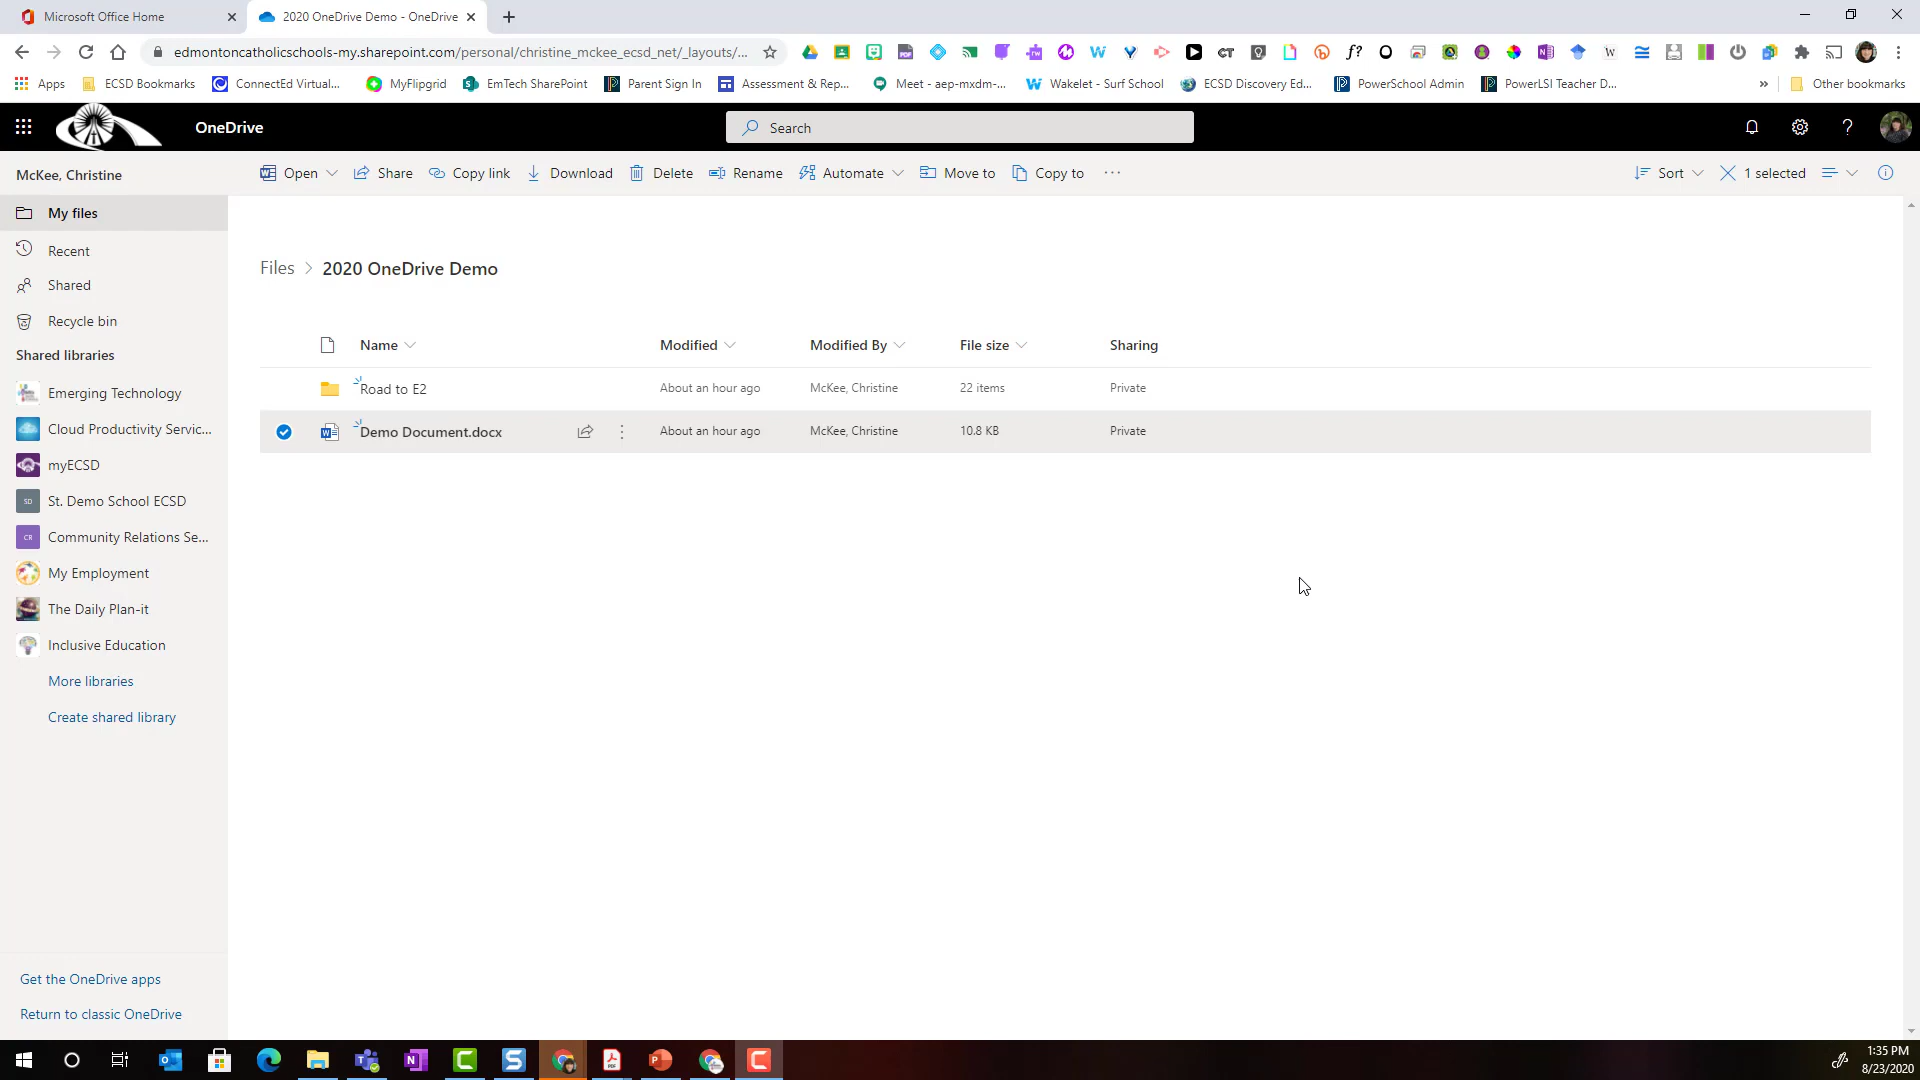 Microsoft Office Home
2020 OneDrive Demo - OneDrive
edmontoncatholicschools-my.sharepoint.com/personal/christine_mckee_ecsd_net/_layouts/...
Apps
ECSD Bookmarks
ConnectEd Virtual...
MyFlipgrid
EmTech SharePoint
Parent Sign In
Assessment & Rep...
Meet - aep-mxdm-...
Wakelet - Surf School
ECSD Discovery Ed...
PowerSchool Admin
PowerLSI Teacher D...
»
Other bookmarks
OneDrive
Search
McKee, Christine
Open
Share
Copy link
Download
Delete
Rename
Automate
Move to
Copy to
Sort
1 selected
My files
Recent
Shared
Recycle bin
Shared libraries
Emerging Technology
Cloud Productivity Servic...
myECSD
SD St. Demo School ECSD
CR Community Relations Se...
My Employment
The Daily Plan-it
Inclusive Education
More libraries
Create shared library
Get the OneDrive apps
Return to classic OneDrive
Files > 2020 OneDrive Demo
Name Modified Modified By File size Sharing
Road to E2 About an hour ago McKee, Christine 22 items Private
Demo Document.docx About an hour ago McKee, Christine 10.8 KB Private
1:35 PM
8/23/2020